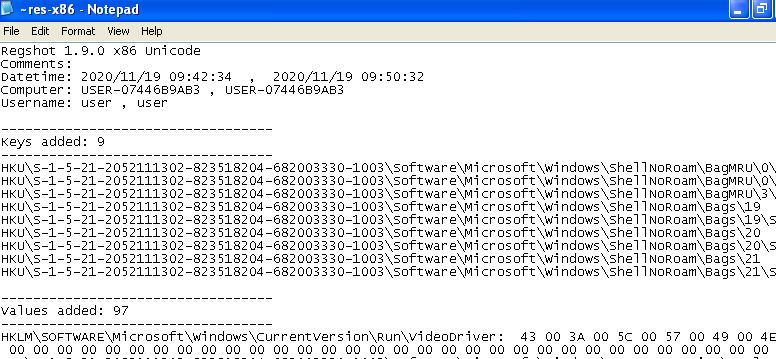 ~res-x86 - Notepad
File Edit Format View Help
Regshot 1.9.0 x86 Unicode
Comments:
Datetime: 2020/11/19 09:42:34  ,  2020/11/19 09:50:32
Computer: USER-07446B9AB3 , USER-07446B9AB3
Username: user , user
----------------------------------
Keys added: 9
----------------------------------
HKU\S-1-5-21-2052111302-823518204-682003330-1003\Software\Microsoft\Windows\ShellNoRoam\BagMRU\0\
HKU\S-1-5-21-2052111302-823518204-682003330-1003\Software\Microsoft\Windows\ShellNoRoam\BagMRU\0\
HKU\S-1-5-21-2052111302-823518204-682003330-1003\Software\Microsoft\Windows\ShellNoRoam\BagMRU\3\
HKU\S-1-5-21-2052111302-823518204-682003330-1003\Software\Microsoft\Windows\ShellNoRoam\Bags\19
HKU\S-1-5-21-2052111302-823518204-682003330-1003\Software\Microsoft\Windows\ShellNoRoam\Bags\19\S
HKU\S-1-5-21-2052111302-823518204-682003330-1003\Software\Microsoft\Windows\ShellNoRoam\Bags\20
HKU\S-1-5-21-2052111302-823518204-682003330-1003\Software\Microsoft\Windows\ShellNoRoam\Bags\20\S
HKU\S-1-5-21-2052111302-823518204-682003330-1003\Software\Microsoft\Windows\ShellNoRoam\Bags\21
HKU\S-1-5-21-2052111302-823518204-682003330-1003\Software\Microsoft\Windows\ShellNoRoam\Bags\21\S
----------------------------------
Values added: 97
----------------------------------
HKLM\SOFTWARE\Microsoft\Windows\CurrentVersion\Run\VideoDriver:  43 00 3A 00 5C 00 57 00 49 00 4E
00 00 00 00 00 00 00 00 00 00 00 00 00 00 00 00 00 00 00 00 00 00 00 00 00 00 00 00 00